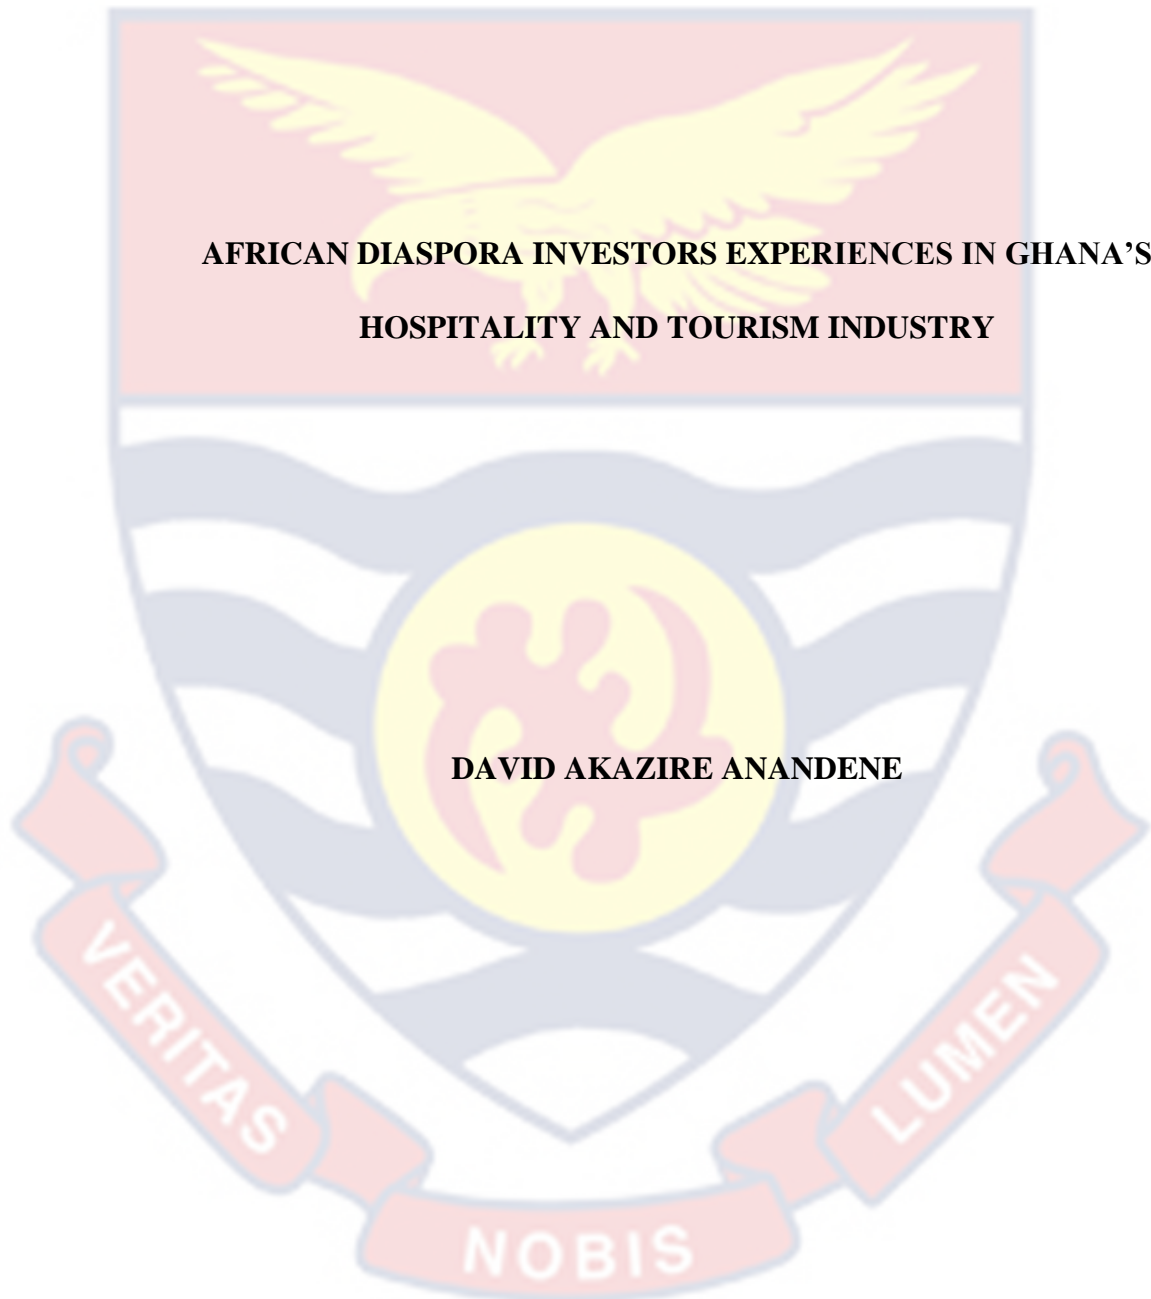 AFRICAN DIASPORA INVESTORS EXPERIENCES IN GHANA'S
HOSPITALITY AND TOURISM INDUSTRY
DAVID AKAZIRE ANANDENE
VERITAS
NOBIS
LUMEN